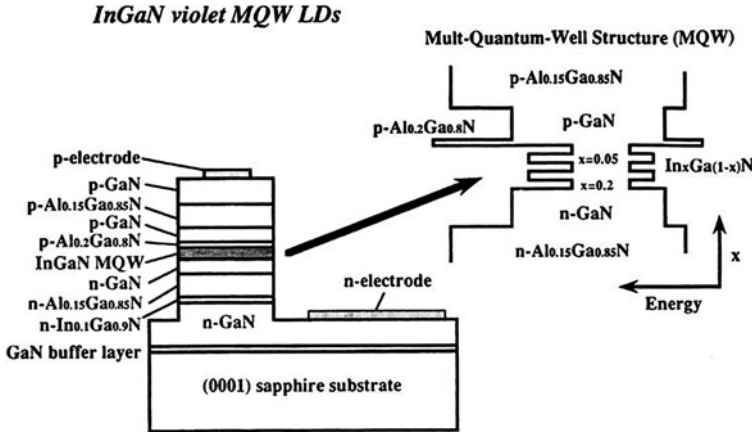 InGaN violet MQW LDs
Mult-Quantum-Well Structure (MQW)
p-Al0.15Ga0.85N
p-Al0.2Ga0.8N
p-GaN
x=0.05
InxGa(1-x)N
x=0.2
n-GaN
n-Al0.15Ga0.85N
x
Energy
p-electrode
p-GaN
p-Al0.15Ga0.85N
p-GaN
p-Al0.2Ga0.8N
InGaN MQW
n-GaN
n-Al0.15Ga0.85N
n-In0.1Ga0.9N
n-electrode
n-GaN
GaN buffer layer
(0001) sapphire substrate